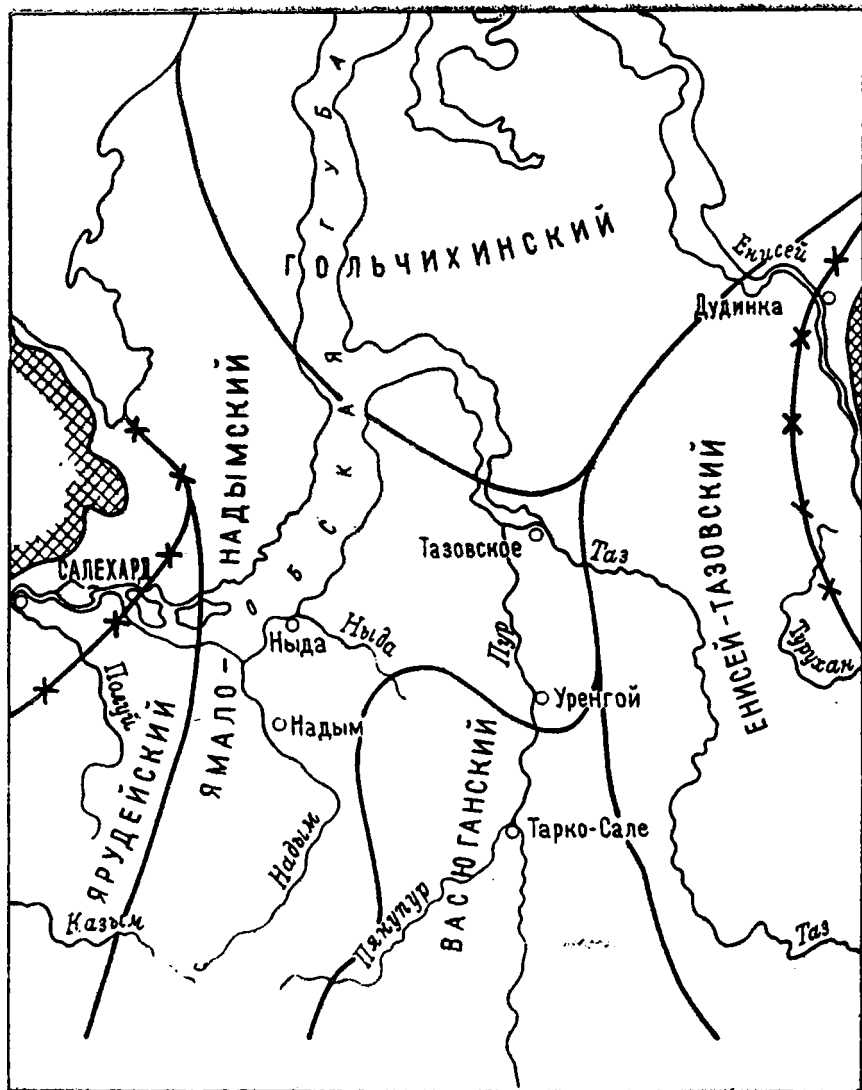 ОБСКАЯ ГУБА
ГОЛЬЧИХИНСКИЙ
Енисей
Дудинка
ЯМАЛО-НАДЫМСКИЙ
ЕНИСЕЙ-ТАЗОВСКИЙ
Тазовское
Таз
САЛЕХАРД
Ныда
Ныда
Пур
Турухан
Полуй
Уренгой
Надым
ЯРУДЕЙСКИЙ
ВАСЮГАНСКИЙ
Тарко-Сале
Надым
Казым
Пякупур
Таз